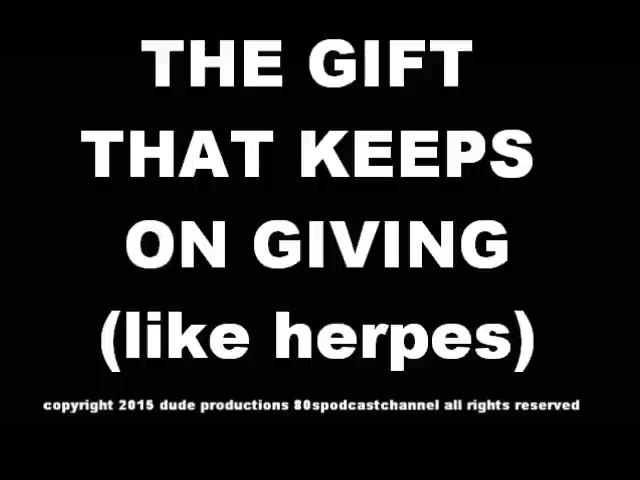 THE GIFT
THAT KEEPS
ON GIVING
(like herpes)
copyright 2015 dude productions 80spodcastchannel all rights reserved